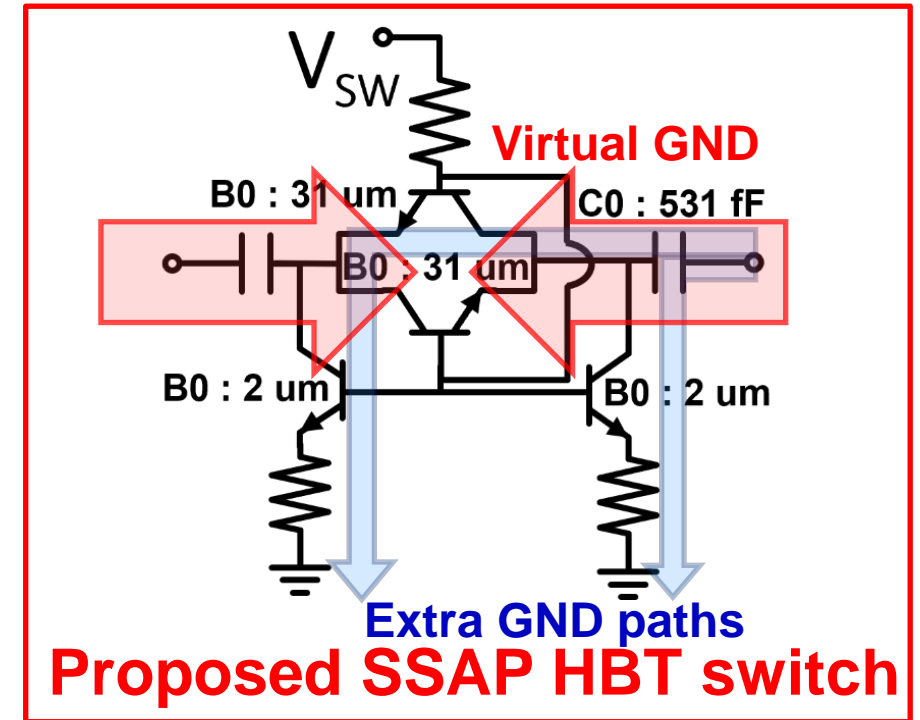 V SW
Virtual GND
B0 : 31 um
C0 : 531 fF
B0 : 31 um
B0 : 2 um
B0 : 2 um
Extra GND paths
Proposed SSAP HBT switch